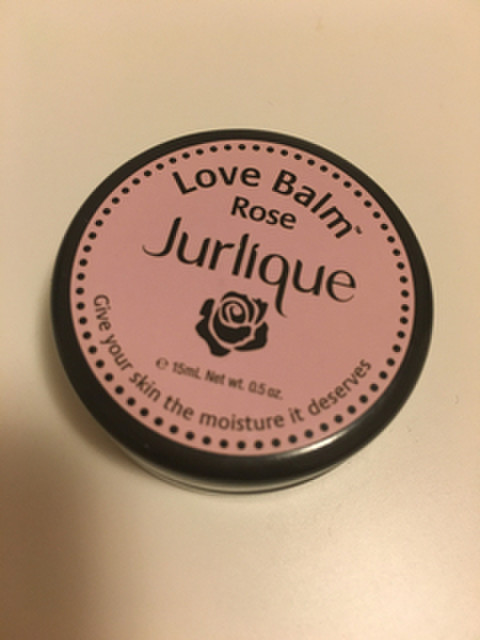 Love Balm™
Rose
Jurlique
℮ 15mL Net wt. 0.5 oz.
Give your skin the moisture it deserves